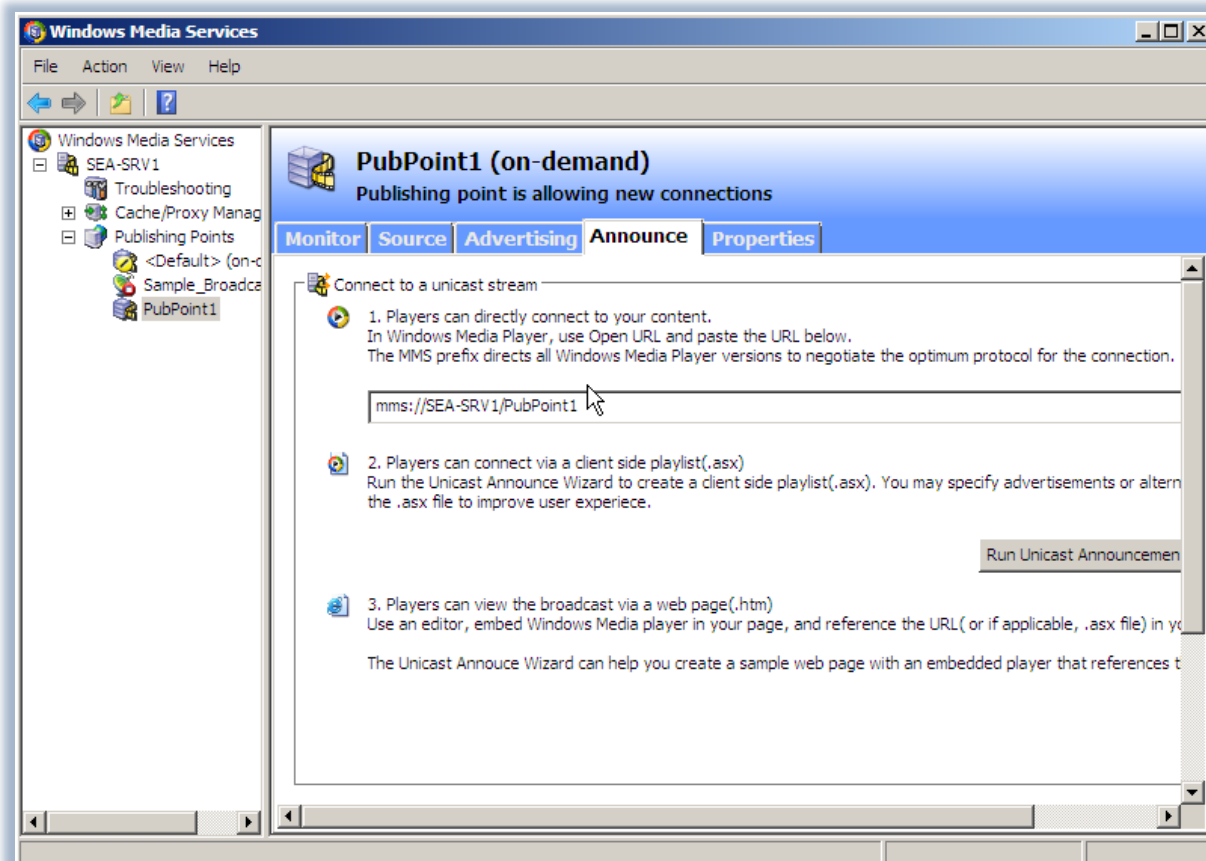 Windows Media Services
File Action View Help
Windows Media Services
SEA-SRV1
Troubleshooting
Cache/Proxy Manag
Publishing Points
<Default> (on-d
Sample_Broadca
PubPoint1
PubPoint1 (on-demand)
Publishing point is allowing new connections
Monitor Source Advertising Announce Properties
Connect to a unicast stream
1. Players can directly connect to your content.
In Windows Media Player, use Open URL and paste the URL below.
The MMS prefix directs all Windows Media Player versions to negotiate the optimum protocol for the connection.
mms://SEA-SRV1/PubPoint1
2. Players can connect via a client side playlist(.asx)
Run the Unicast Announce Wizard to create a client side playlist(.asx). You may specify advertisements or altern
the .asx file to improve user experiece.
Run Unicast Announcemen
3. Players can view the broadcast via a web page(.htm)
Use an editor, embed Windows Media player in your page, and reference the URL( or if applicable, .asx file) in yo
The Unicast Annouce Wizard can help you create a sample web page with an embedded player that references t